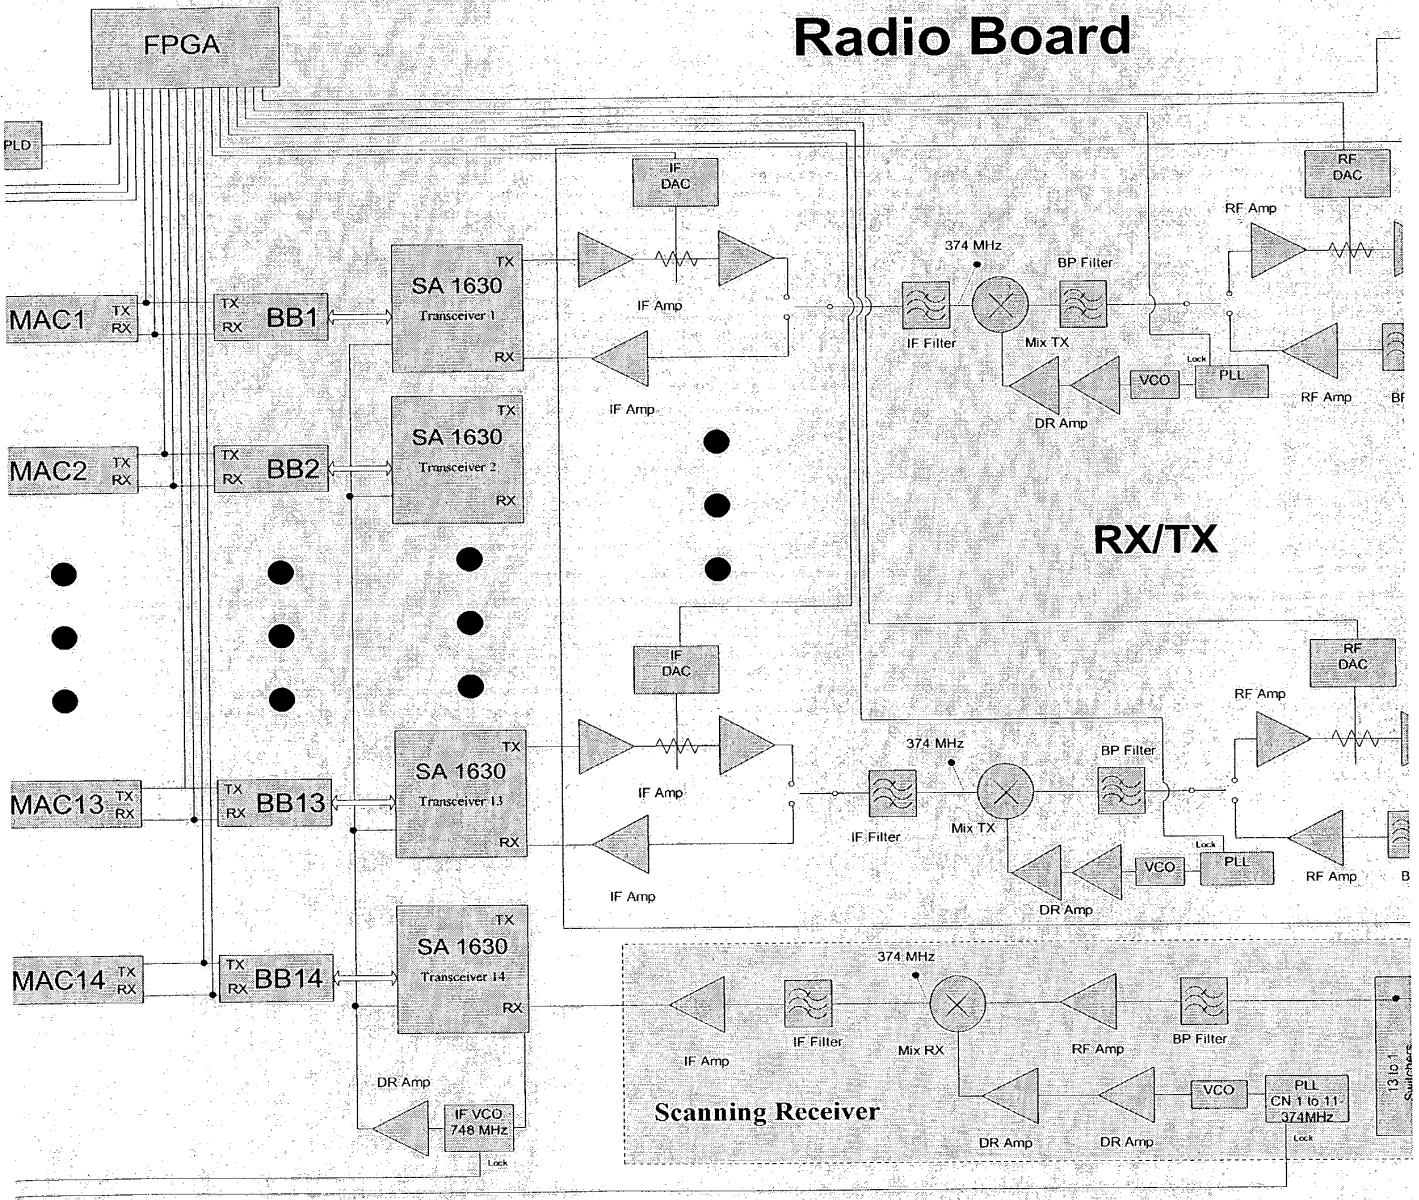 Radio Board
FPGA
PLD
IF
DAC
RF
DAC
RF Amp
TX
SA 1630
Transceiver 1
RX
374 MHz
BP Filter
IF Amp
MAC1
TX
RX
TX
RX
BB1
IF Filter
Mix TX
Lock
PLL
VCO
RF Amp
IF Amp
DR Amp
TX
SA 1630
Transceiver 2
RX
MAC2
TX
RX
TX
RX
BB2
RX/TX
IF
DAC
RF
DAC
RF Amp
TX
SA 1630
Transceiver 13
RX
374 MHz
BP Filter
IF Amp
MAC13
TX
RX
TX
RX
BB13
IF Filter
Mix TX
Lock
PLL
VCO
RF Amp
IF Amp
DR Amp
TX
SA 1630
Transceiver 14
RX
MAC14
TX
RX
TX
RX
BB14
374 MHz
IF Filter
Mix RX
RF Amp
BP Filter
IF Amp
13 to 1
Switchers
DR Amp
IF VCO
748 MHz
Lock
Scanning Receiver
DR Amp
DR Amp
VCO
PLL
CN 1 to 11-
374MHz
Lock